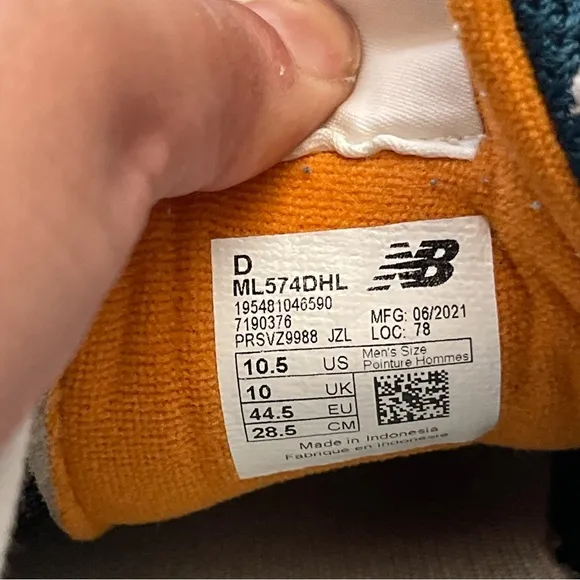 D
NB
ML574DHL
195481046590
7190376
MFG: 06/2021
PRSVZ9988 JZL
LOC: 78
10.5 US
Men's Size
Pointure Hommes
10 UK
44.5 EU
28.5 CM
Made in Indonesia
Fabriqué en Indonésie